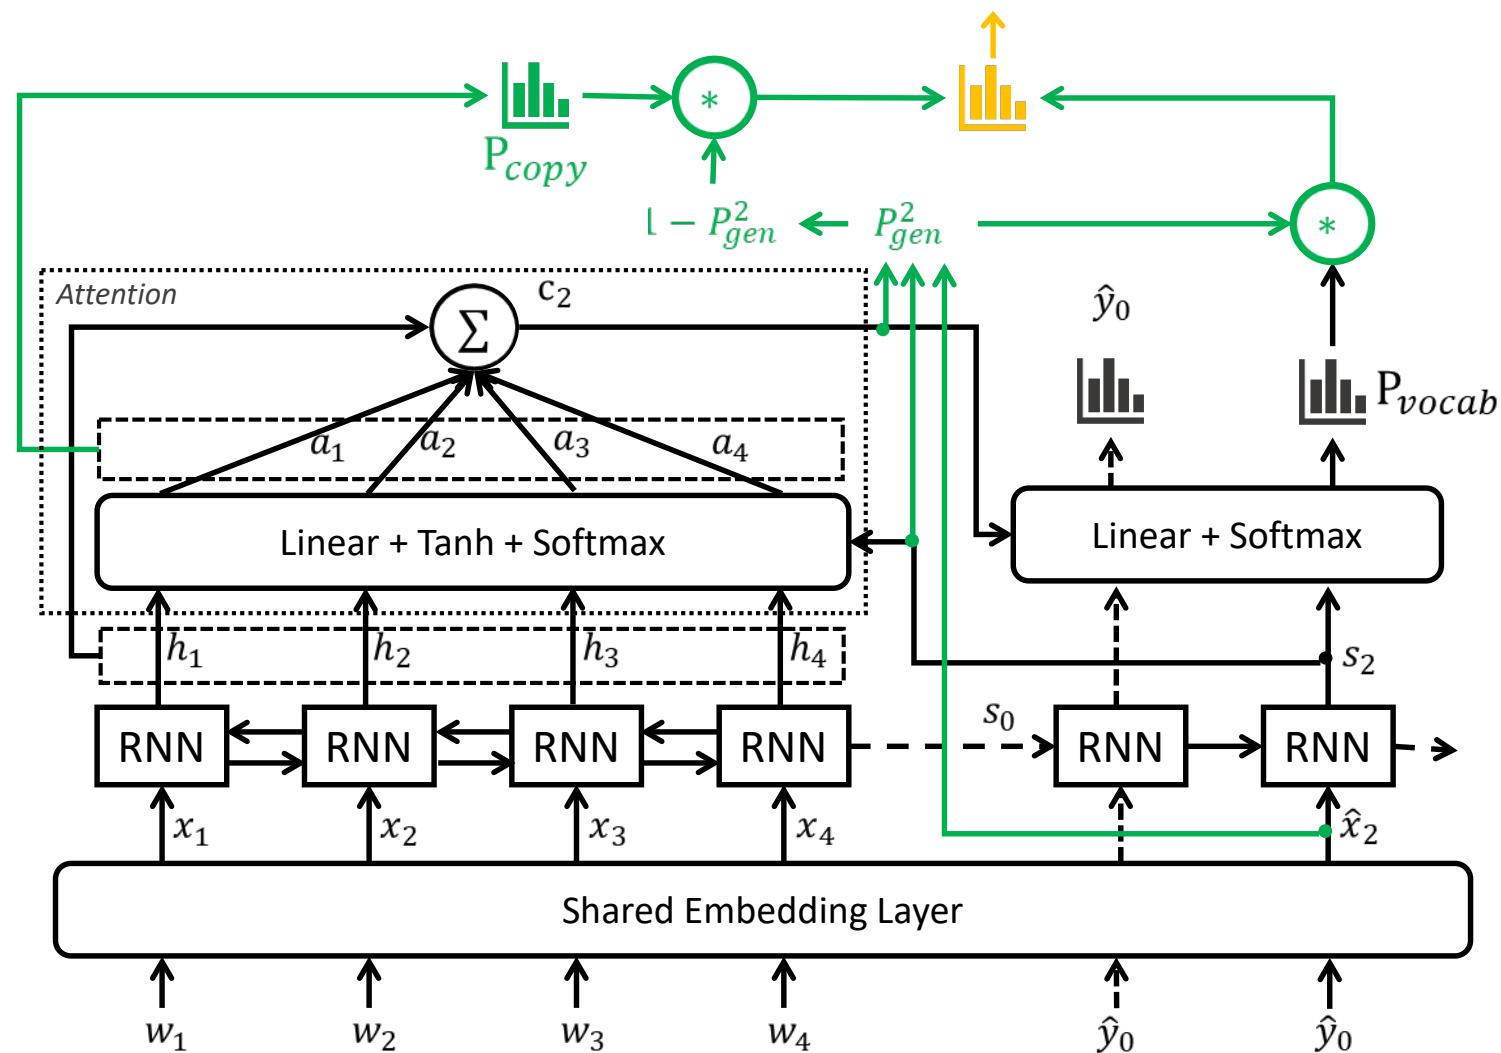 *
P_copy
1 − P²_gen
P²_gen
*
Attention
c₂
ŷ₀
Σ
P_vocab
a₁ a₂ a₃ a₄
Linear + Tanh + Softmax
Linear + Softmax
h₁ h₂ h₃ h₄
s₂
s₀
RNN RNN RNN RNN RNN RNN
x₁ x₂ x₃ x₄ x̂₂
Shared Embedding Layer
w₁ w₂ w₃ w₄ ŷ₀ ŷ₀